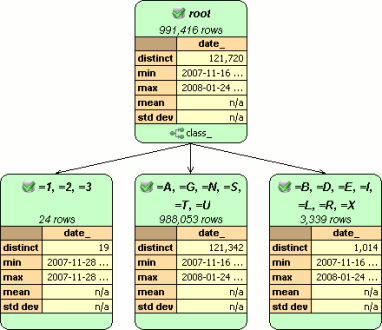 root
991,416 rows
date_
distinct 121,720
min 2007-11-16 ...
max 2008-01-24 ...
mean n/a
std dev n/a
class_
=1, =2, =3
24 rows
date_
distinct 19
min 2007-11-28 ...
max 2007-11-28 ...
mean n/a
std dev n/a
=A, =G, =N, =S,
=T, =U
988,053 rows
date_
distinct 121,342
min 2007-11-16 ...
max 2008-01-24 ...
mean n/a
std dev n/a
=B, =D, =E, =I,
=L, =R, =X
3,339 rows
date_
distinct 1,014
min 2007-11-16 ...
max 2008-01-24 ...
mean n/a
std dev n/a